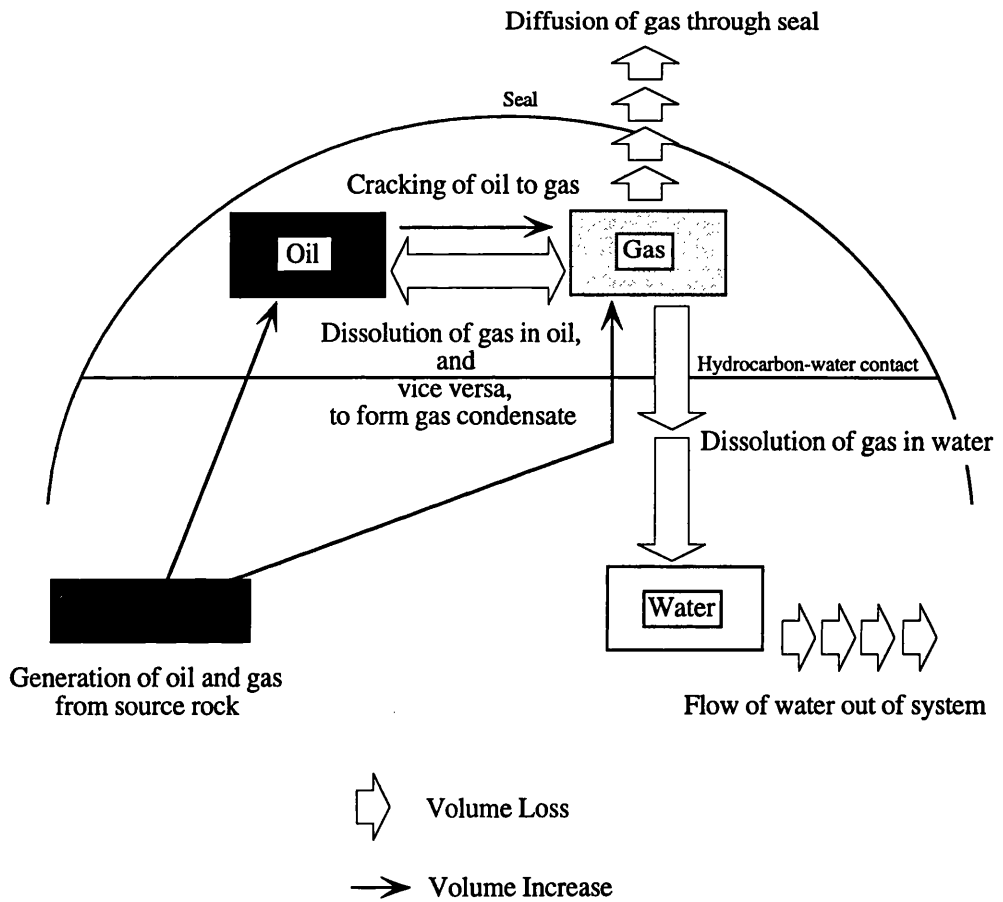 Diffusion of gas through seal
Seal
Cracking of oil to gas
Oil
Gas
Dissolution of gas in oil,
and
vice versa,
to form gas condensate
Hydrocarbon-water contact
Dissolution of gas in water
Water
Generation of oil and gas
from source rock
Flow of water out of system
Volume Loss
Volume Increase